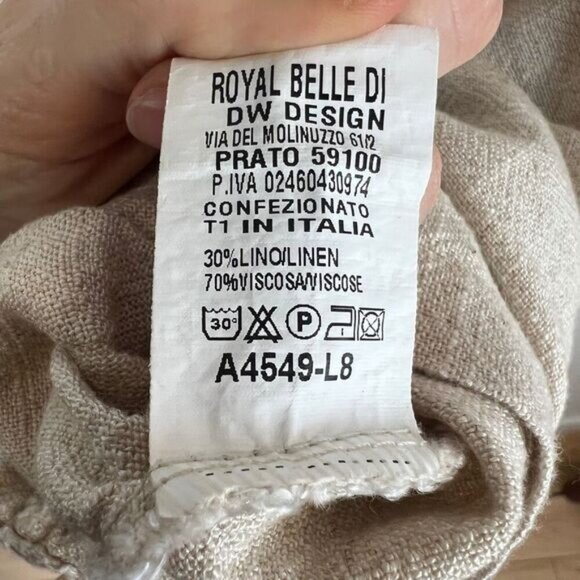 ROYAL BELLE DI
DW DESIGN
VIA DEL MOLINUZZO 61/2
PRATO 59100
P.IVA 02460430974
CONFEZIONATO
T1 IN ITALIA
30%LINO/LINEN
70%VISCOSA/VISCOSE
30° P
A4549-L8